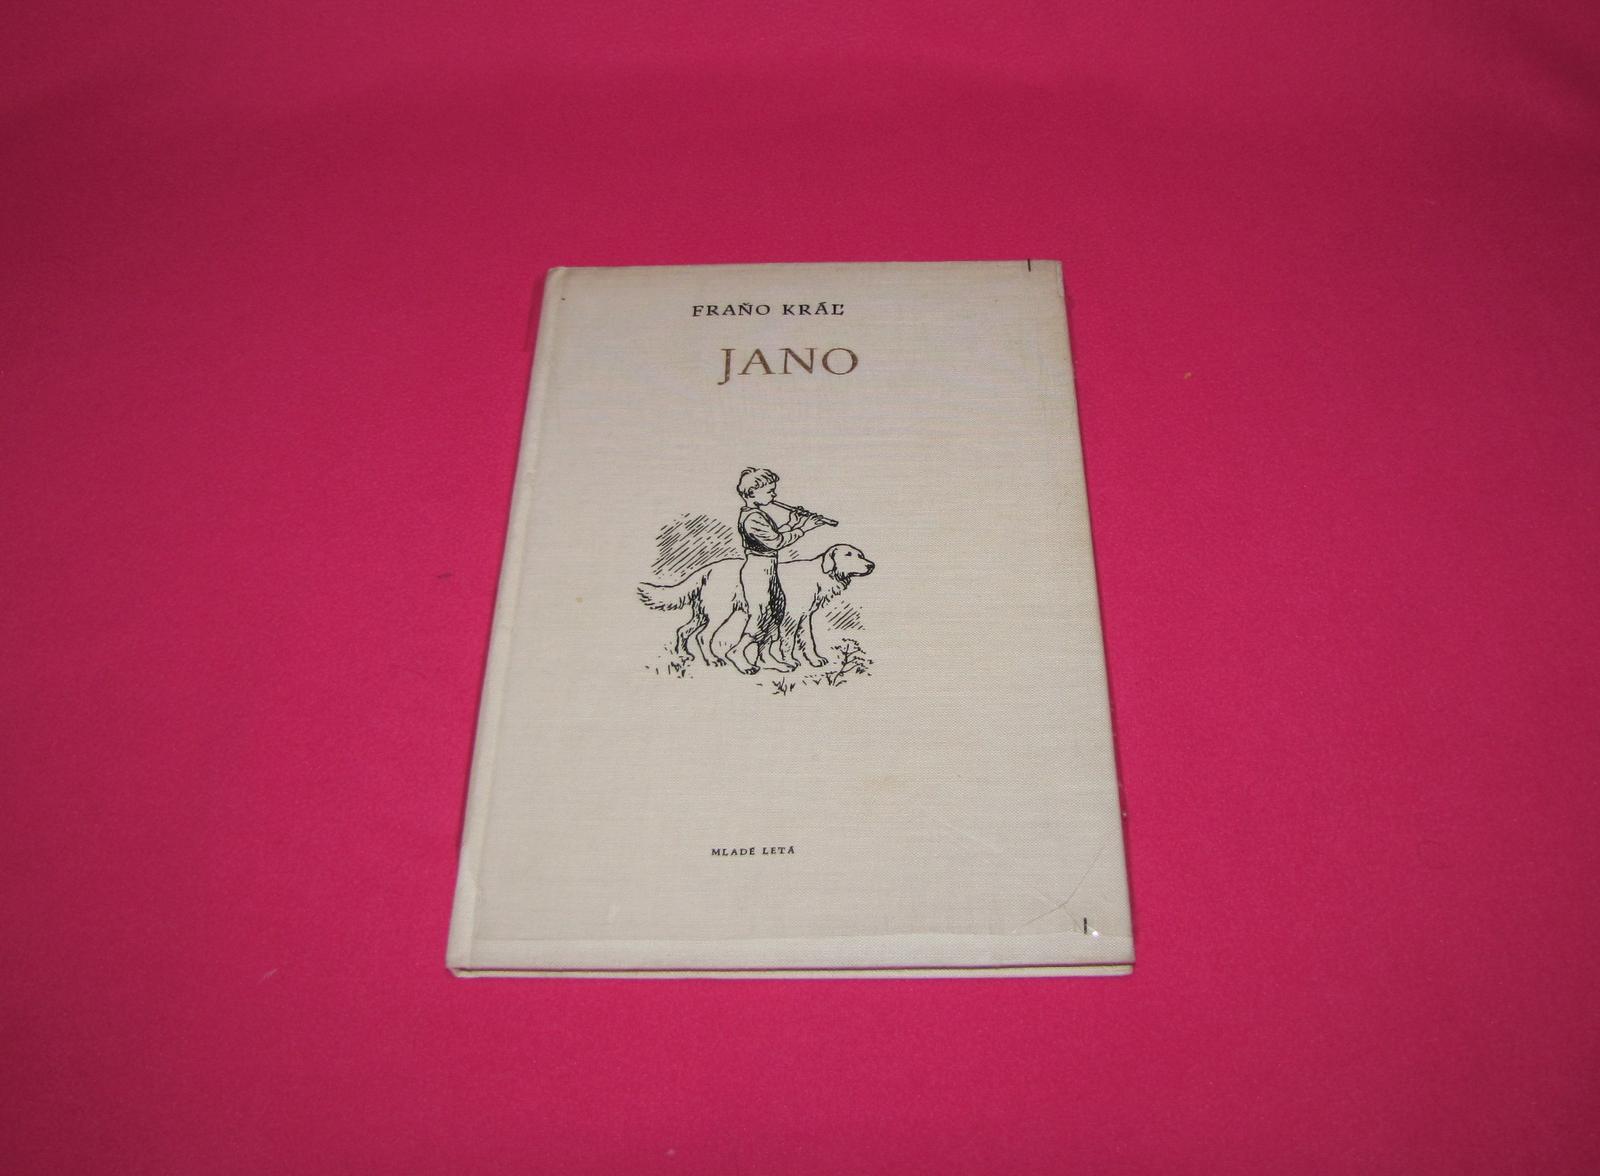 FRAŇO KRÁĽ
JANO
MLADÉ LETÁ